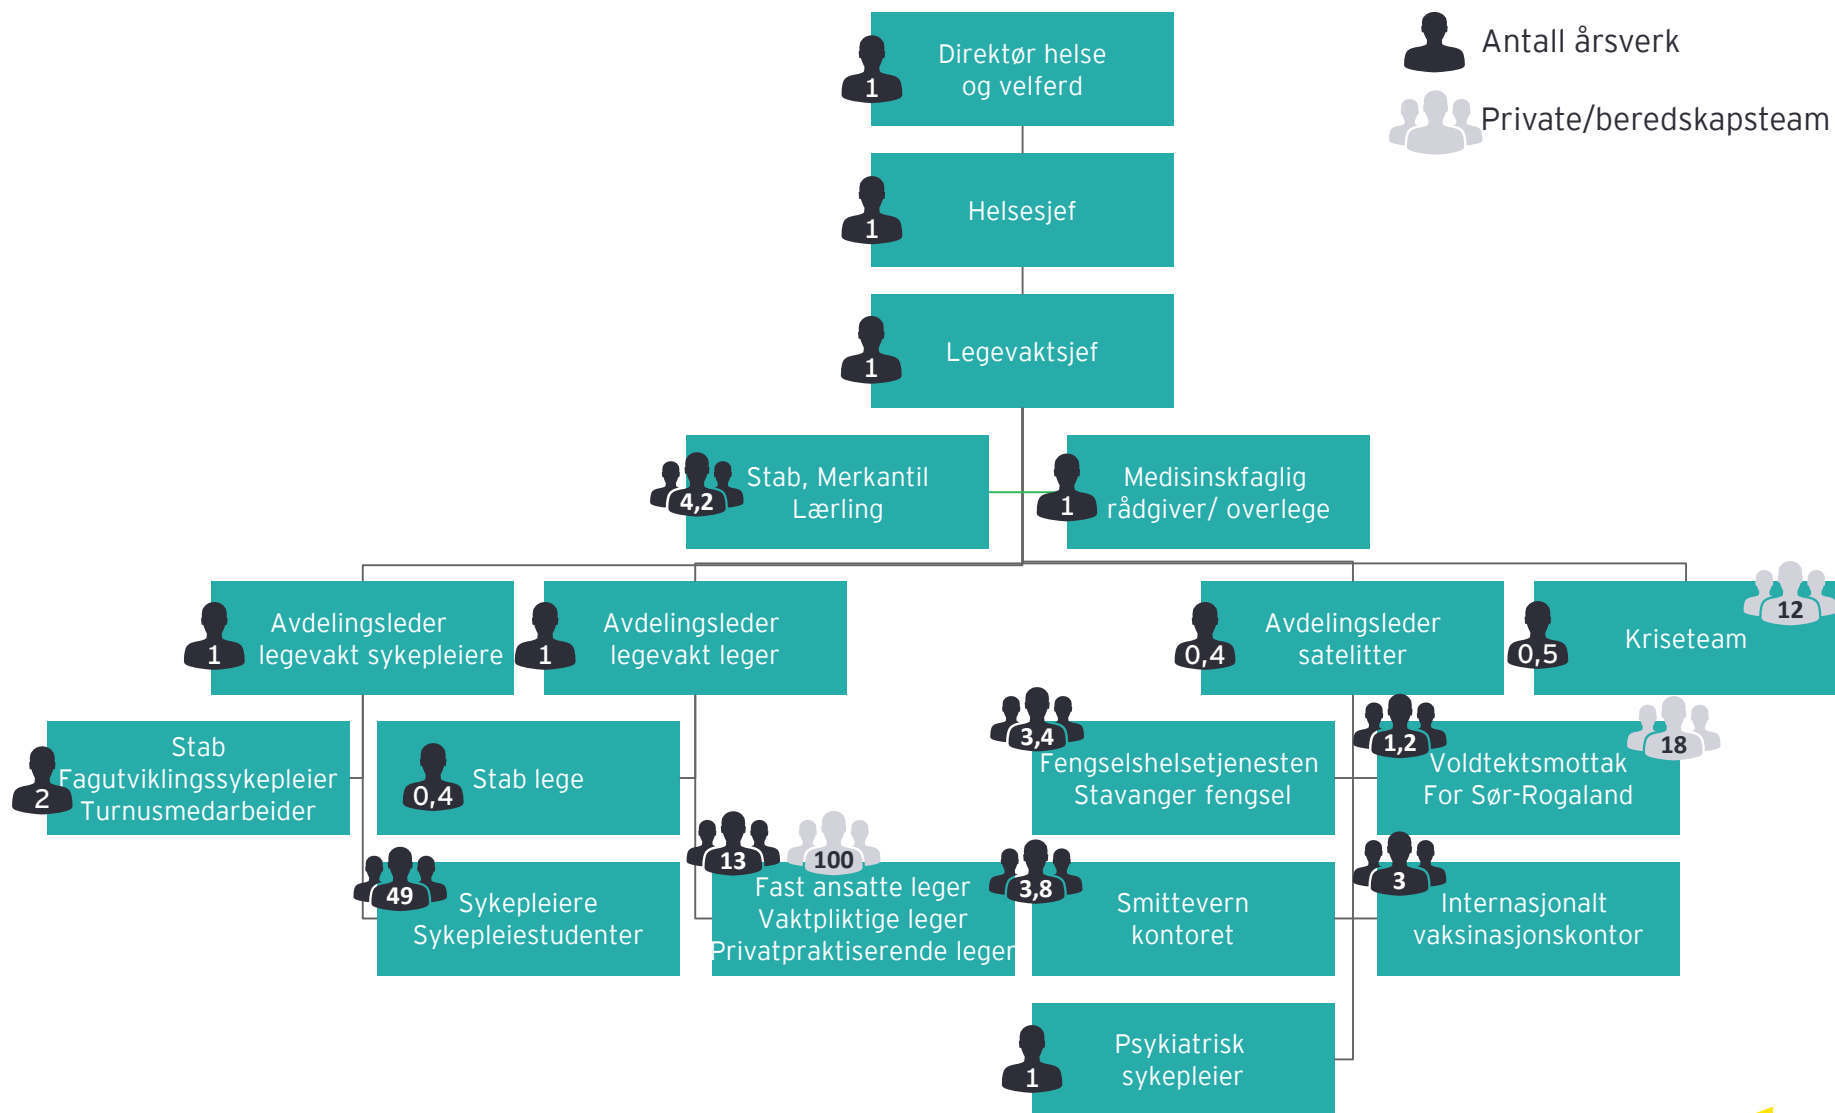 Antall årsverk
Private/beredskapsteam
1
Direktør helse
og velferd
1
Helsesjef
1
Legevaktsjef
4,2
Stab, Merkantil
Lærling
1
Medisinskfaglig
rådgiver/ overlege
1
Avdelingsleder
legevakt sykepleiere
1
Avdelingsleder
legevakt leger
0,4
Avdelingsleder
satelitter
0,5
Kriseteam
12
2
Stab
Fagutviklingssykepleier
Turnusmedarbeider
0,4
Stab lege
3,4
Fengselshelsetjenesten
Stavanger fengsel
1,2
Voldtektsmottak
For Sør-Rogaland
18
49
Sykepleiere
Sykepleiestudenter
13
100
Fast ansatte leger
Vaktpliktige leger
Privatpraktiserende leger
3,8
Smittevern
kontoret
3
Internasjonalt
vaksinasjonskontor
1
Psykiatrisk
sykepleier